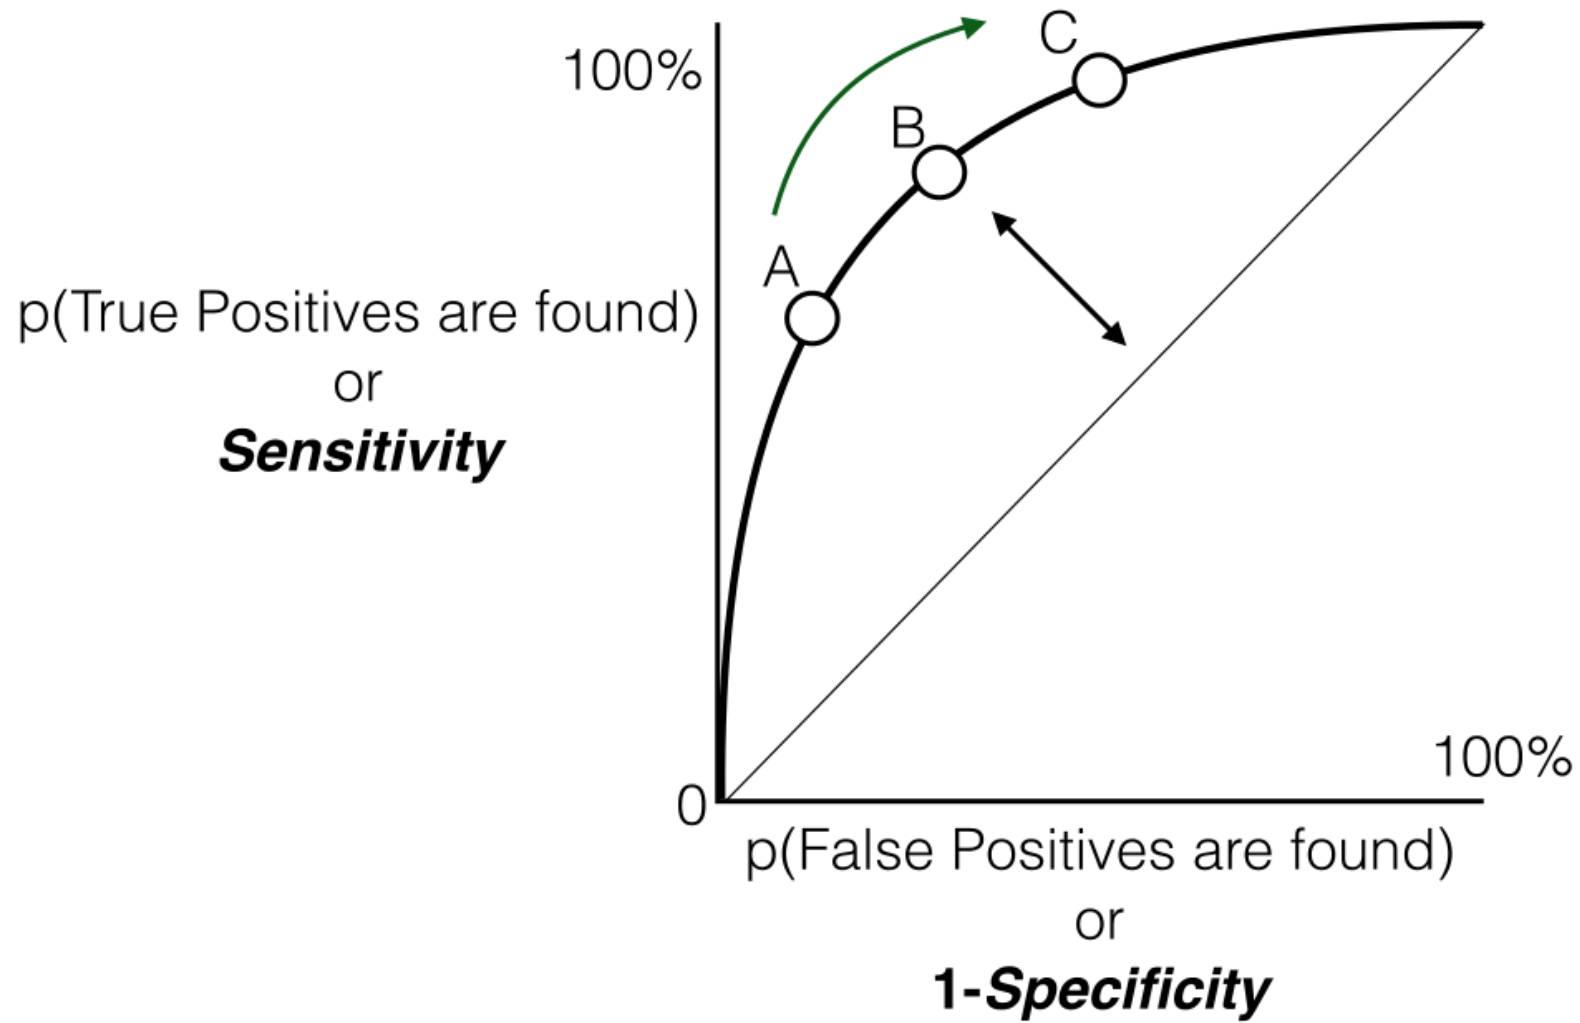 C
100%
B
A
p(True Positives are found)
or
Sensitivity
100%
0
p(False Positives are found)
or
1-Specificity